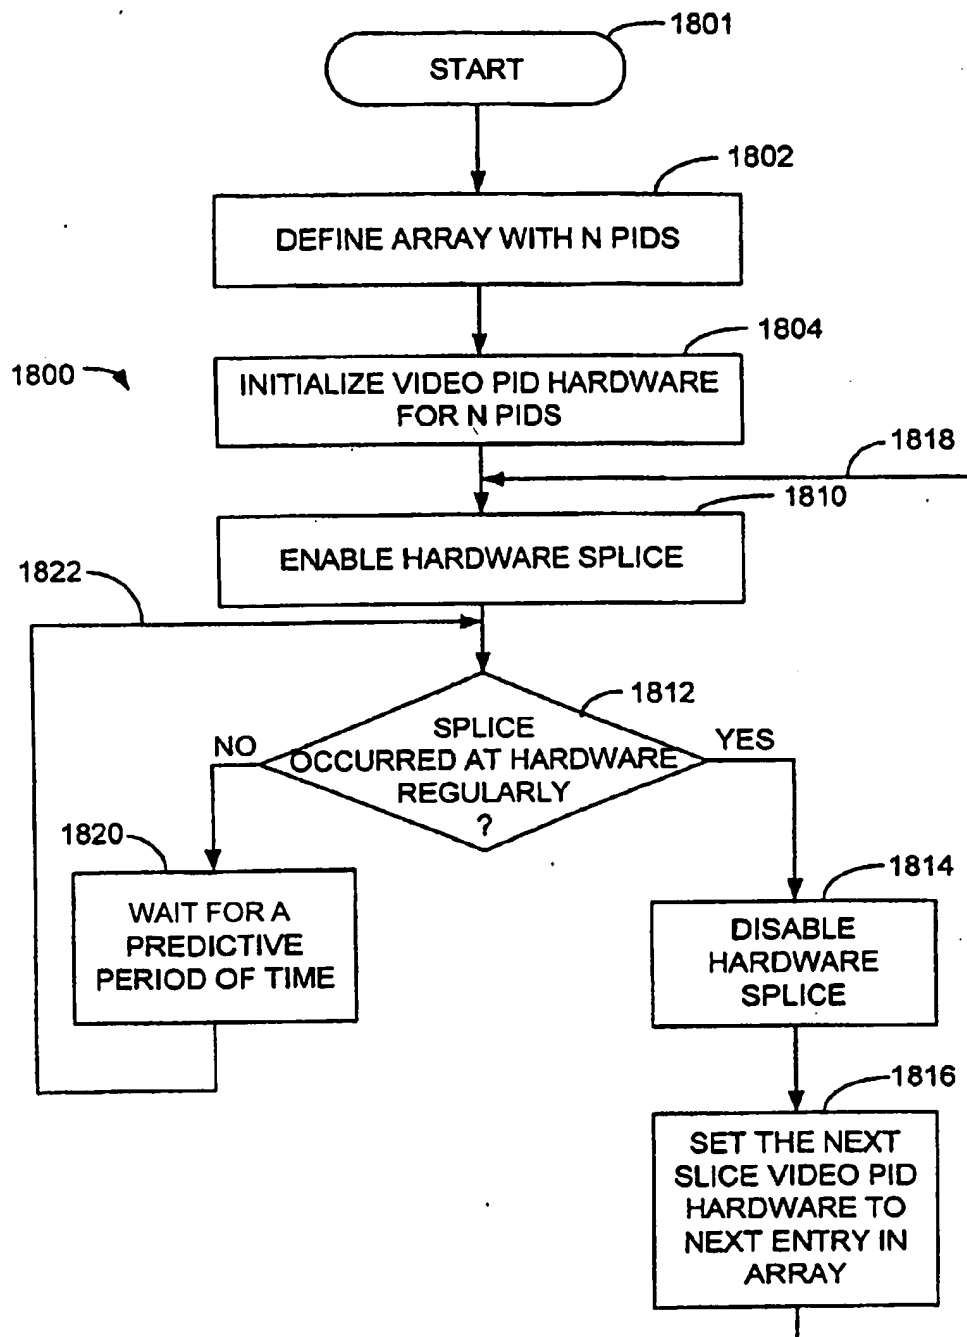 1801
START
1802
DEFINE ARRAY WITH N PIDS
1804
1800
INITIALIZE VIDEO PID HARDWARE
FOR N PIDS
1818
1810
ENABLE HARDWARE SPLICE
1822
1812
SPLICE
OCCURRED AT HARDWARE
REGULARLY
?
NO
YES
1820
WAIT FOR A
PREDICTIVE
PERIOD OF TIME
1814
DISABLE
HARDWARE
SPLICE
1816
SET THE NEXT
SLICE VIDEO PID
HARDWARE TO
NEXT ENTRY IN
ARRAY